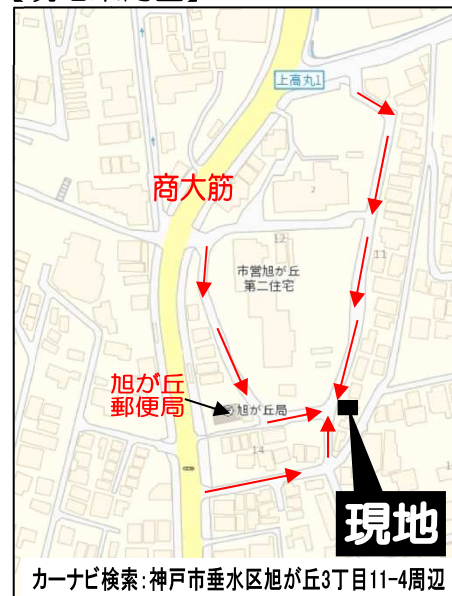 上高丸1
商大筋
2
12
11
市営旭が丘
第二住宅
旭が丘
郵便局
旭が丘局
14
現地
カーナビ検索:神戸市垂水区旭が丘3丁目11-4周辺